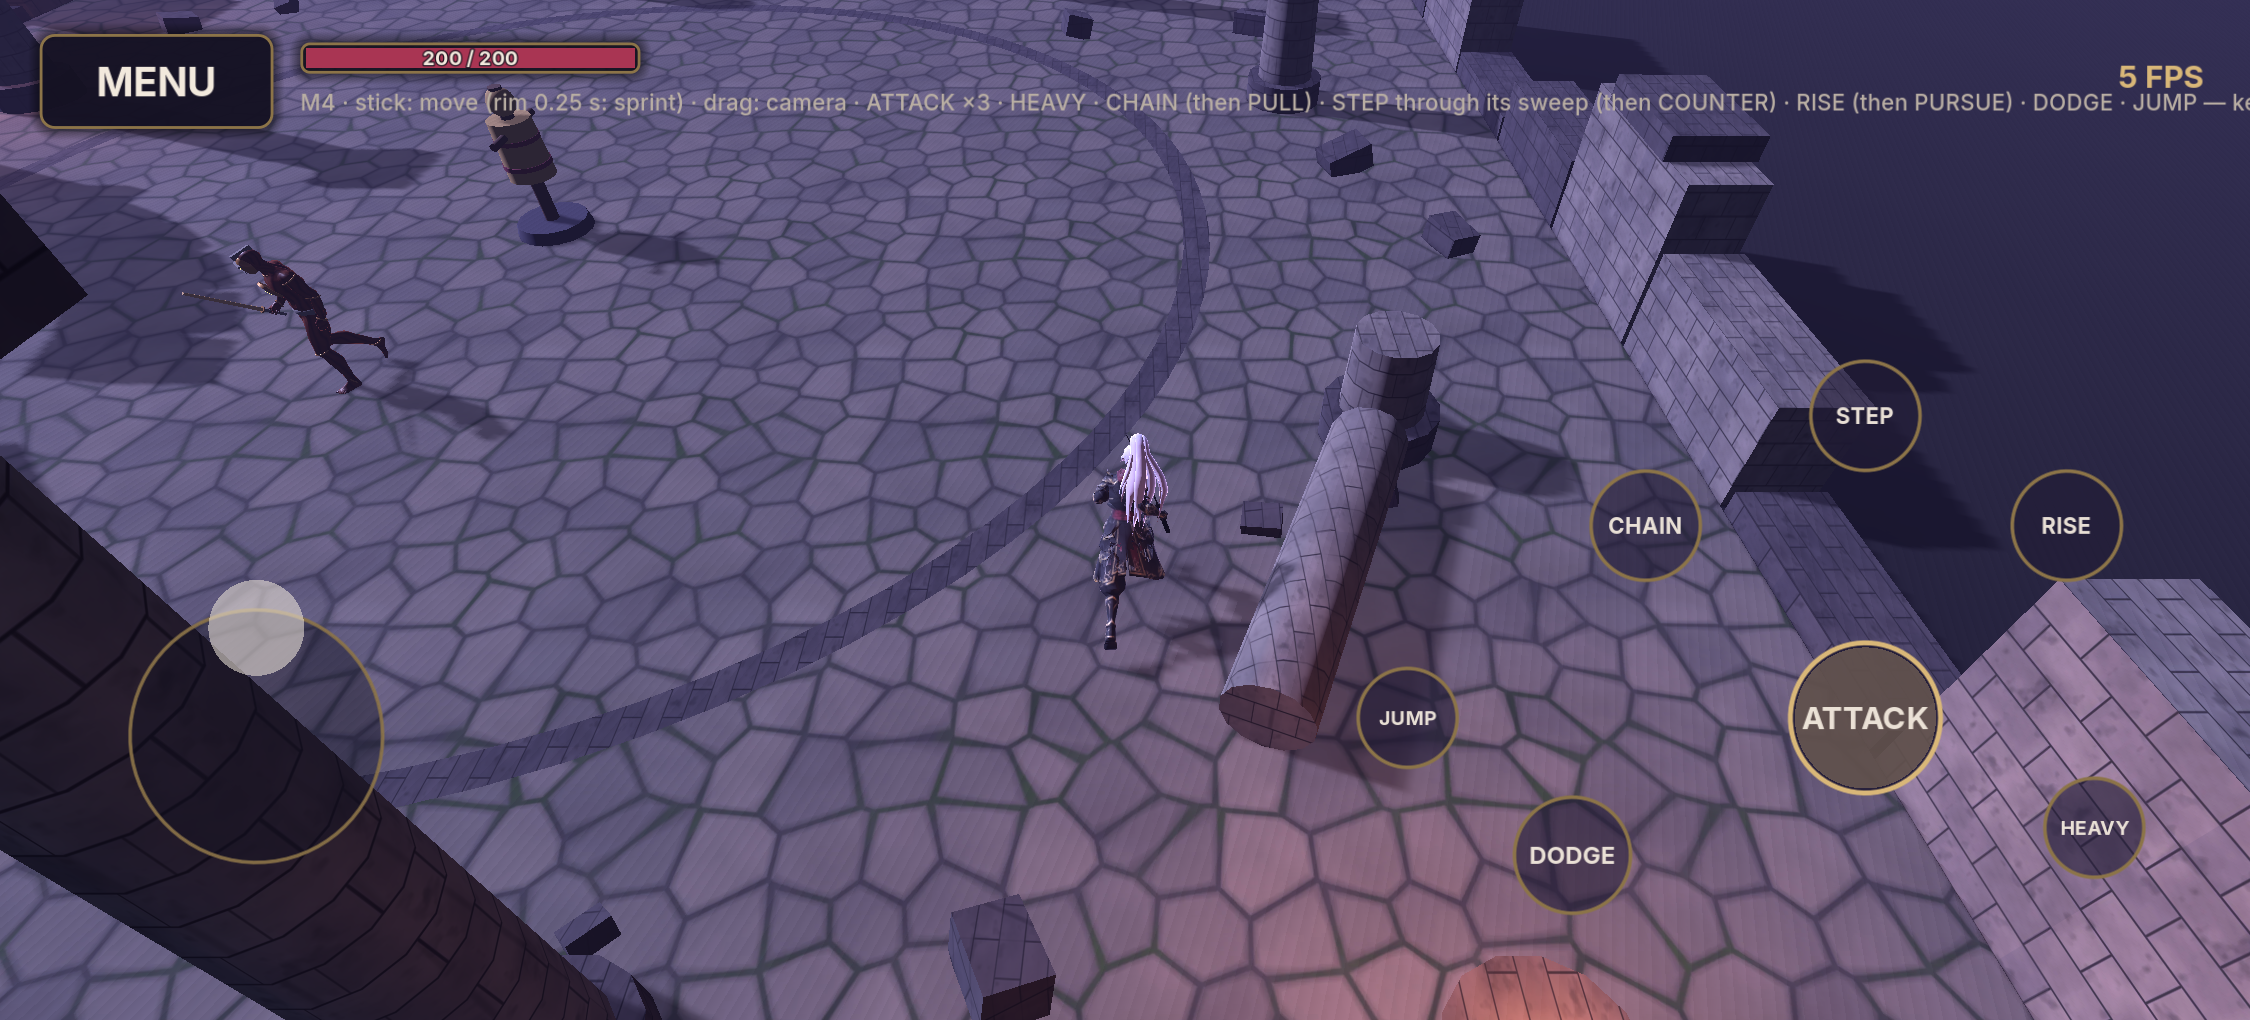 MENU
200 / 200
5 FPS
M4 · stick: move (rim 0.25 s: sprint) · drag: camera · ATTACK ×3 · HEAVY · CHAIN (then PULL) · STEP through its sweep (then COUNTER) · RISE (then PURSUE) · DODGE · JUMP —
STEP
CHAIN
RISE
JUMP
ATTACK
HEAVY
DODGE